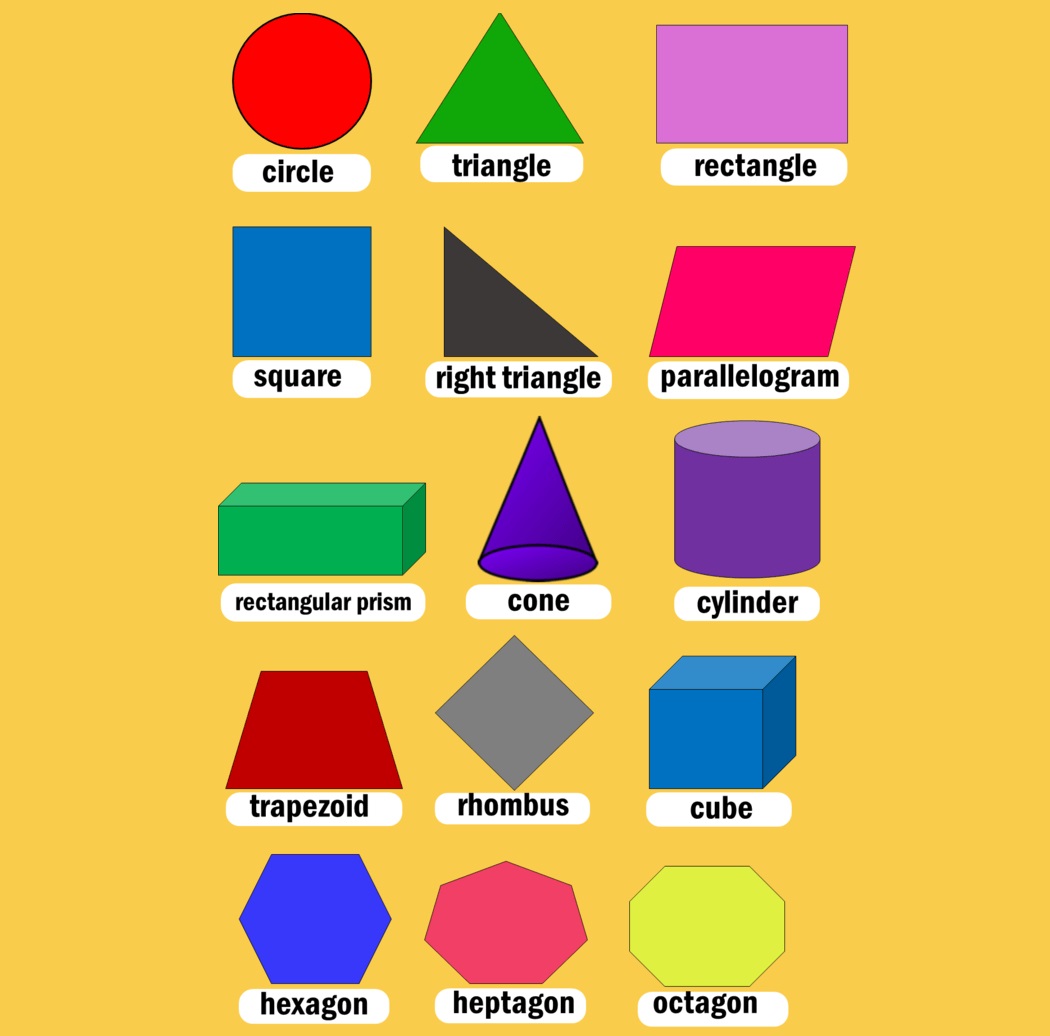 circle
triangle
rectangle
square
right triangle
parallelogram
rectangular prism
cone
cylinder
trapezoid
rhombus
cube
hexagon
heptagon
octagon